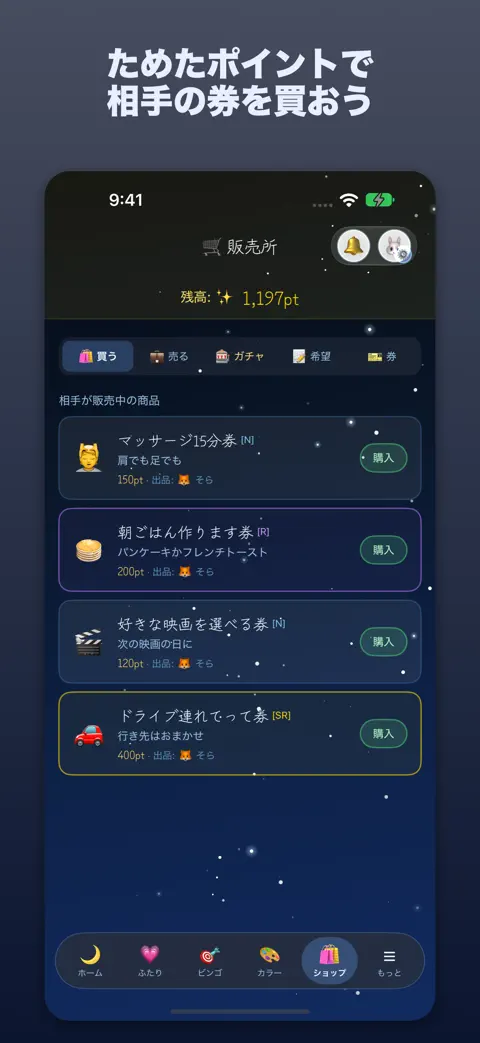 ためたポイントで
相手の券を買おう
9:41
販売所
残高: ✨ 1,197pt
買う 売る ガチャ 希望 券
相手が販売中の商品
マッサージ15分券 [N]
肩でも足でも
150pt · 出品: 🦊 そら
購入
朝ごはん作ります券 [R]
パンケーキかフレンチトースト
200pt · 出品: 🦊 そら
購入
好きな映画を選べる券 [N]
次の映画の日に
120pt · 出品: 🦊 そら
購入
ドライブ連れてって券 [SR]
行き先はおまかせ
400pt · 出品: 🦊 そら
購入
ホーム ふたり ビンゴ カラー ショップ もっと